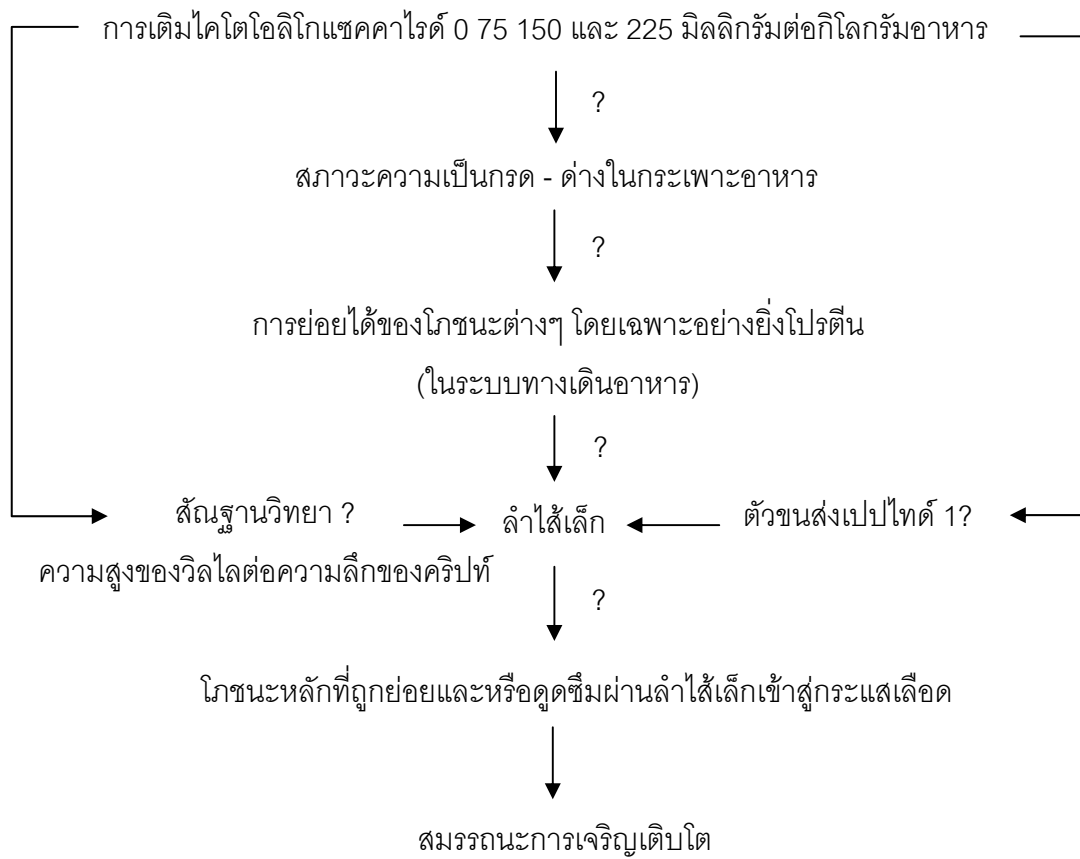 การเติมไคโตโอลิโกแซคคาไรด์ 0 75 150 และ 225 มิลลิกรัมต่อกิโลกรัมอาหาร
?
สภาวะความเป็นกรด - ด่างในกระเพาะอาหาร
?
การย่อยได้ของโภชนะต่างๆ โดยเฉพาะอย่างยิ่งโปรตีน
(ในระบบทางเดินอาหาร)
?
สัณฐานวิทยา ? ลำไส้เล็ก ตัวขนส่งเปปไทด์ 1?
ความสูงของวิลไลต่อความลึกของคริปท์
?
โภชนะหลักที่ถูกย่อยและหรือดูดซึมผ่านลำไส้เล็กเข้าสู่กระแสเลือด
สมรรถนะการเจริญเติบโต